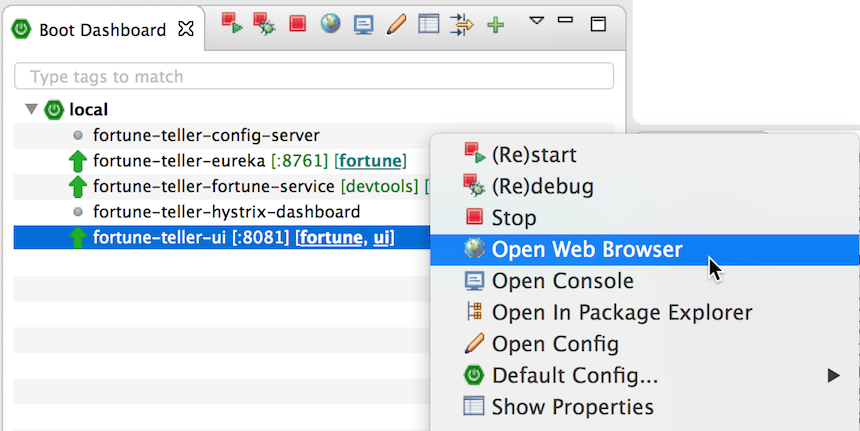 Boot Dashboard
Type tags to match
local
fortune-teller-config-server
fortune-teller-eureka [:8761] [fortune]
fortune-teller-fortune-service [devtools] [
fortune-teller-hystrix-dashboard
fortune-teller-ui [:8081] [fortune, ui]
(Re)start
(Re)debug
Stop
Open Web Browser
Open Console
Open In Package Explorer
Open Config
Default Config...
Show Properties